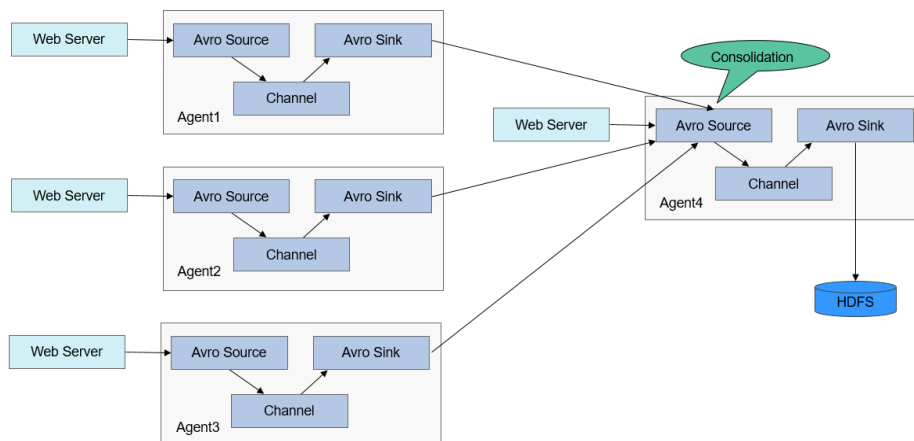 Web Server
Avro Source
Avro Sink
Channel
Agent1
Web Server
Avro Source
Avro Sink
Channel
Agent2
Web Server
Avro Source
Avro Sink
Channel
Agent3
Consolidation
Web Server
Avro Source
Avro Sink
Channel
Agent4
HDFS